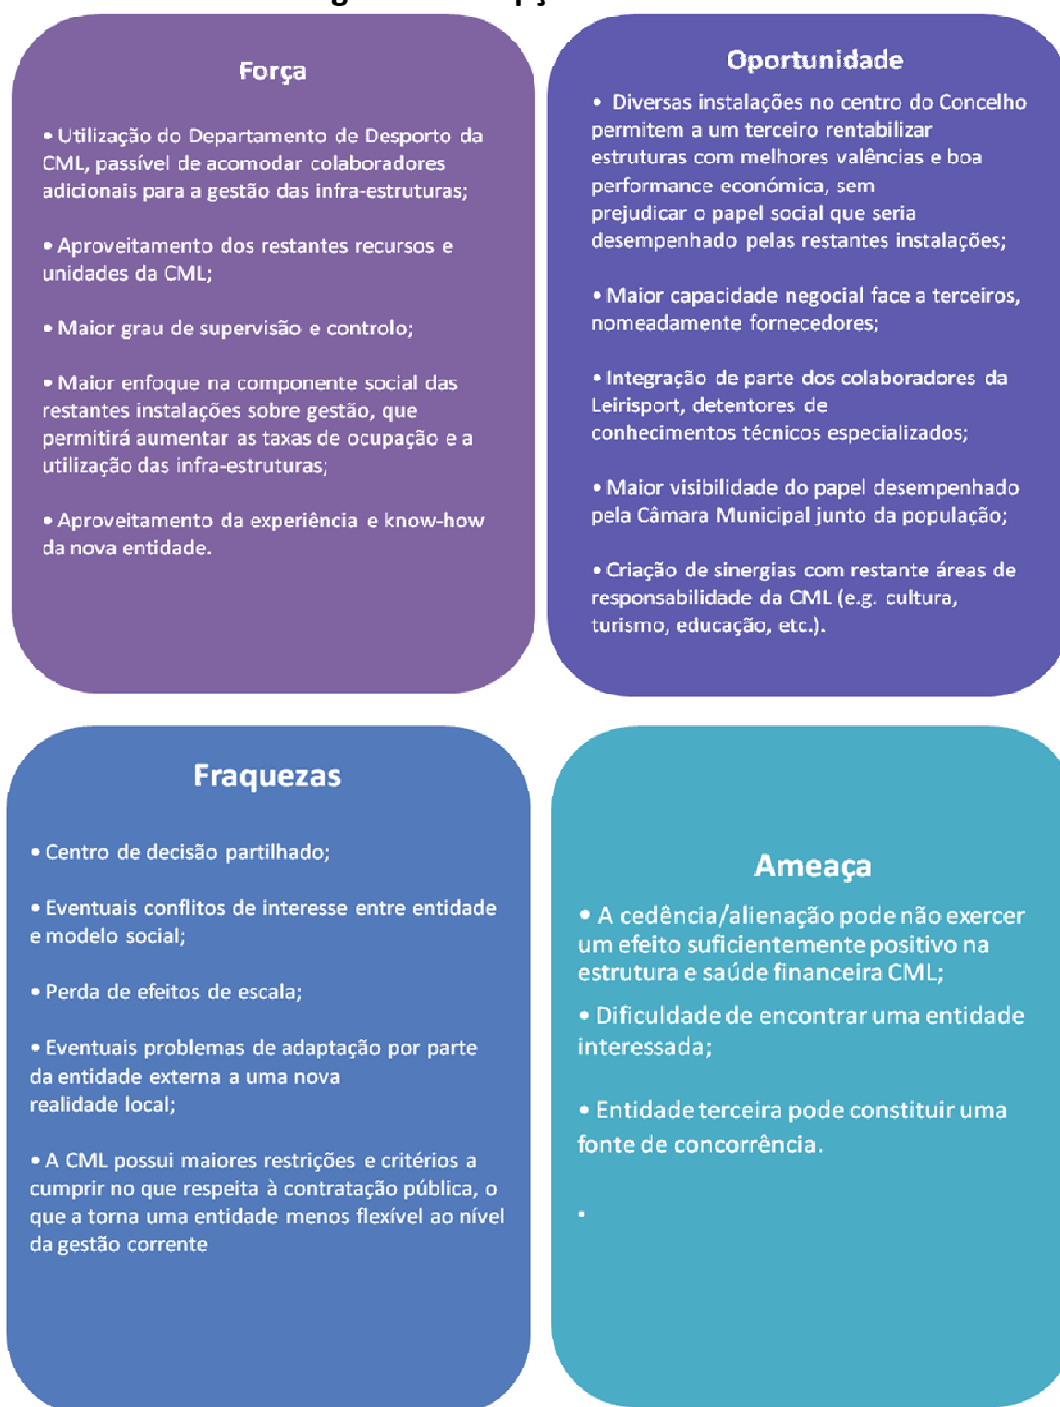 Força
• Utilização do Departamento de Desporto da
CML, passível de acomodar colaboradores
adicionais para a gestão das infra-estruturas;
• Aproveitamento dos restantes recursos e
unidades da CML;
• Maior grau de supervisão e controlo;
• Maior enfoque na componente social das
restantes instalações sobre gestão, que
permitirá aumentar as taxas de ocupação e a
utilização das infra-estruturas;
• Aproveitamento da experiência e know-how
da nova entidade.
Oportunidade
• Diversas instalações no centro do Concelho
permitem a um terceiro rentabilizar
estruturas com melhores valências e boa
performance económica, sem
prejudicar o papel social que seria
desempenhado pelas restantes instalações;
• Maior capacidade negocial face a terceiros,
nomeadamente fornecedores;
• Integração de parte dos colaboradores da
Leirisport, detentores de
conhecimentos técnicos especializados;
• Maior visibilidade do papel desempenhado
pela Câmara Municipal junto da população;
• Criação de sinergias com restante áreas de
responsabilidade da CML (e.g. cultura,
turismo, educação, etc.).
Fraquezas
• Centro de decisão partilhado;
• Eventuais conflitos de interesse entre entidade
e modelo social;
• Perda de efeitos de escala;
• Eventuais problemas de adaptação por parte
da entidade externa a uma nova
realidade local;
• A CML possui maiores restrições e critérios a
cumprir no que respeita à contratação pública, o
que a torna uma entidade menos flexível ao nível
da gestão corrente
Ameaça
• A cedência/alienação pode não exercer
um efeito suficientemente positivo na
estrutura e saúde financeira CML;
• Dificuldade de encontrar uma entidade
interessada;
• Entidade terceira pode constituir uma
fonte de concorrência.
•